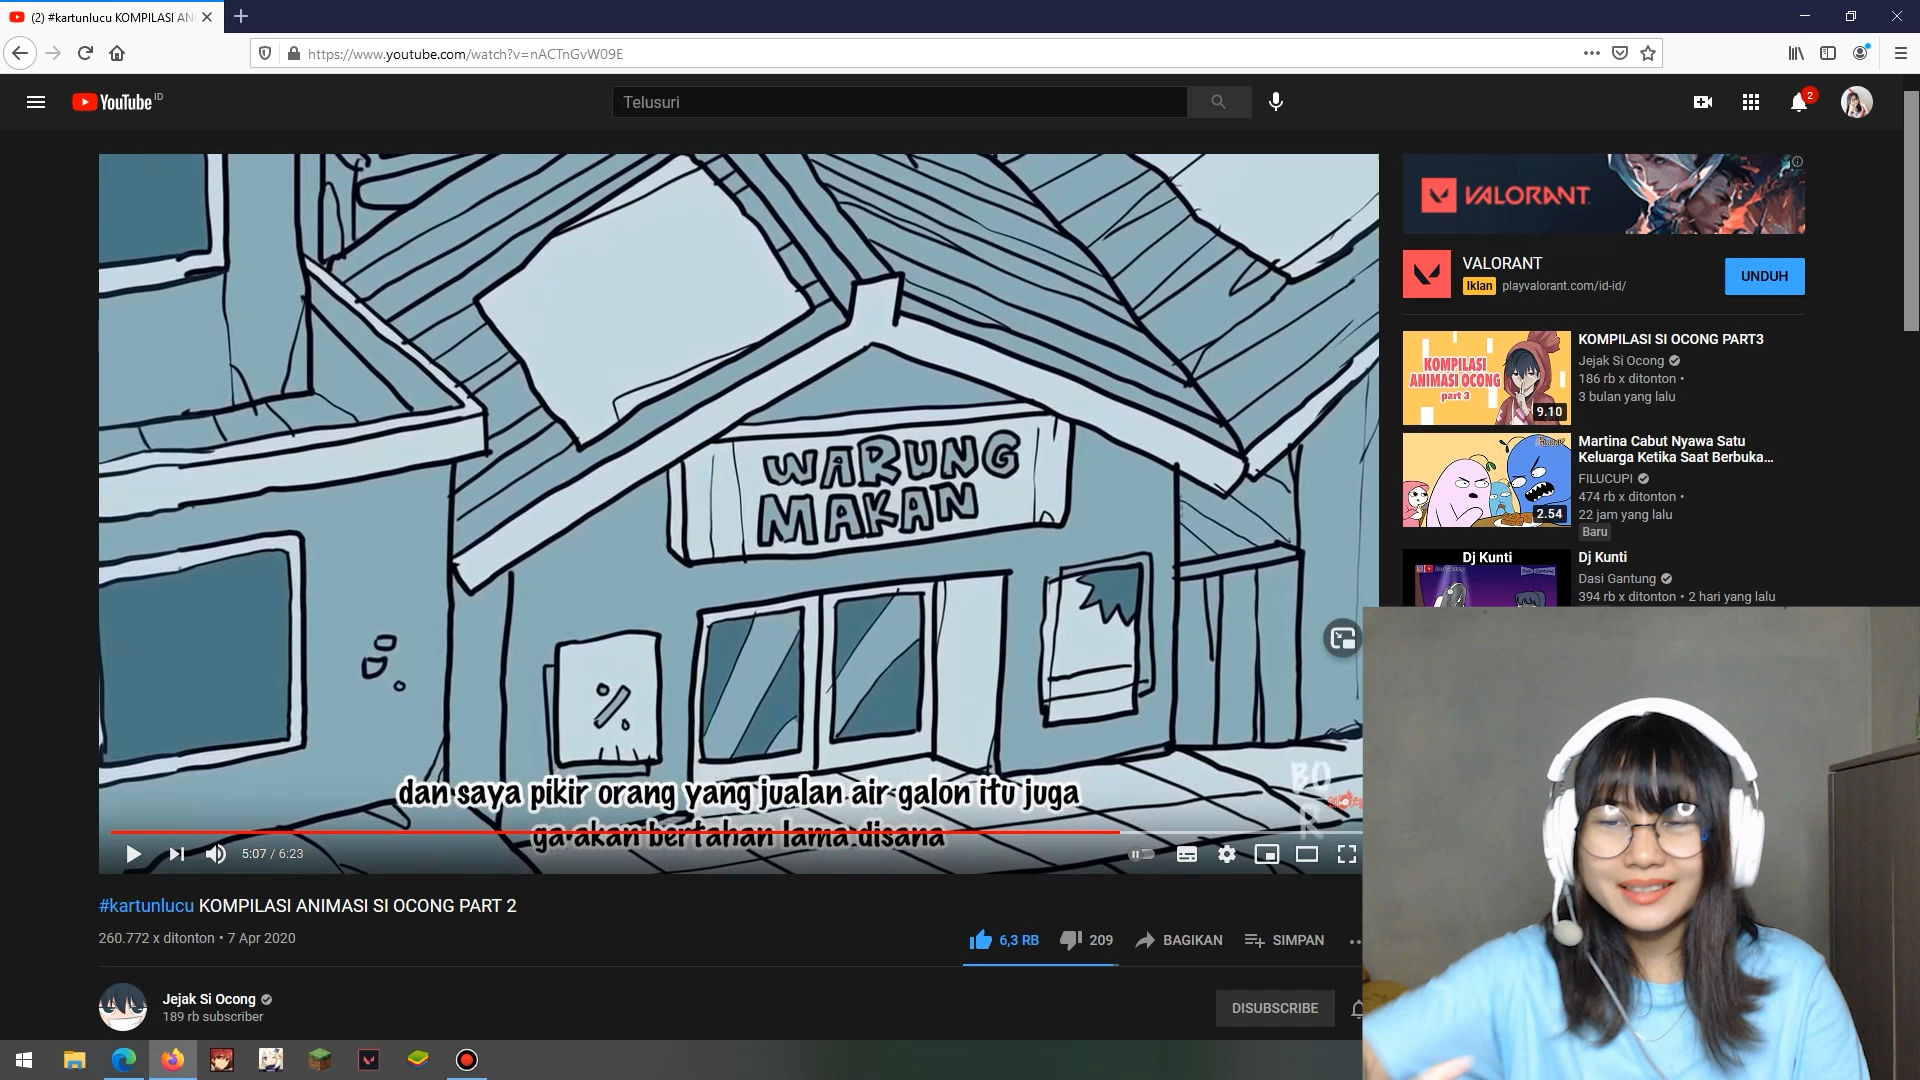 (2) #kartunlucu KOMPILASI AN
https://www.youtube.com/watch?v=nACTnGvW09E
YouTube ID
Telusuri
2
WARUNG
MAKAN
%
dan saya pikir orang yang jualan air galon itu juga
ga akan bertahan lama disana
BO
R
5:07 / 6:23
#kartunlucu KOMPILASI ANIMASI SI OCONG PART 2
260.772 x ditonton • 7 Apr 2020
6,3 RB
209
BAGIKAN
SIMPAN
Jejak Si Ocong
189 rb subscriber
DISUBSCRIBE
VALORANT
VALORANT
Iklan playvalorant.com/id-id/
UNDUH
KOMPILASI
ANIMASI OCONG
part 3
9.10
KOMPILASI SI OCONG PART3
Jejak Si Ocong
186 rb x ditonton •
3 bulan yang lalu
2.54
Martina Cabut Nyawa Satu
Keluarga Ketika Saat Berbuka...
FILUCUPI
474 rb x ditonton •
22 jam yang lalu
Baru
Dj Kunti
Dj Kunti
Dasi Gantung
394 rb x ditonton • 2 hari yang lalu